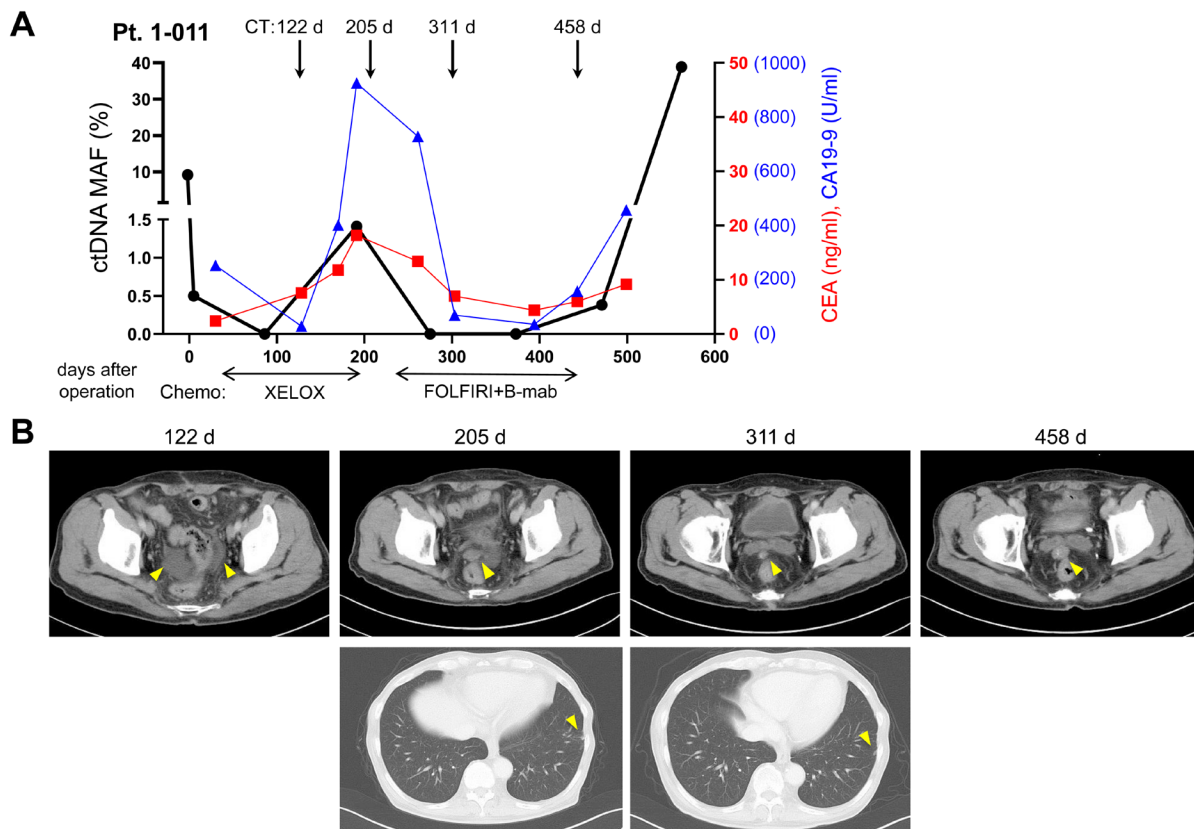 A
Pt. 1-011
CT:122 d 205 d 311 d 458 d
ctDNA MAF (%)
40
30
20
10
1.5
1.0
0.5
0.0
50 (1000)
40 (800)
30 (600)
20 (400)
10 (200)
0 (0)
CEA (ng/ml), CA19-9 (U/ml)
0 100 200 300 400 500 600
days after
operation
Chemo: XELOX FOLFIRI+B-mab
B
122 d 205 d 311 d 458 d